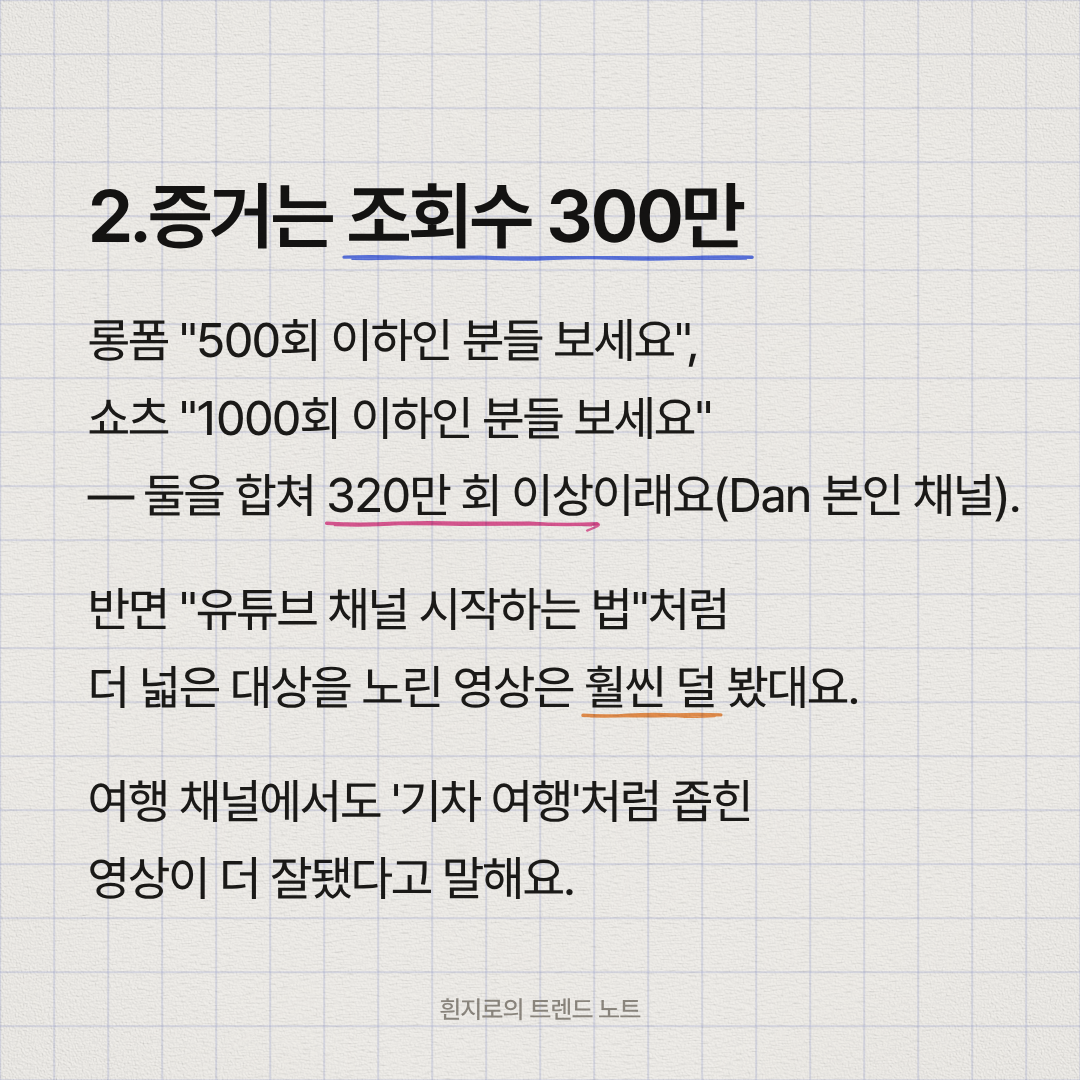 2.증거는 조회수 300만
롱폼 "500회 이하인 분들 보세요",
쇼츠 "1000회 이하인 분들 보세요"
— 둘을 합쳐 320만 회 이상이래요(Dan 본인 채널).
반면 "유튜브 채널 시작하는 법"처럼
더 넓은 대상을 노린 영상은 훨씬 덜 봤대요.
여행 채널에서도 '기차 여행'처럼 좁힌
영상이 더 잘됐다고 말해요.
흰지로의 트렌드 노트